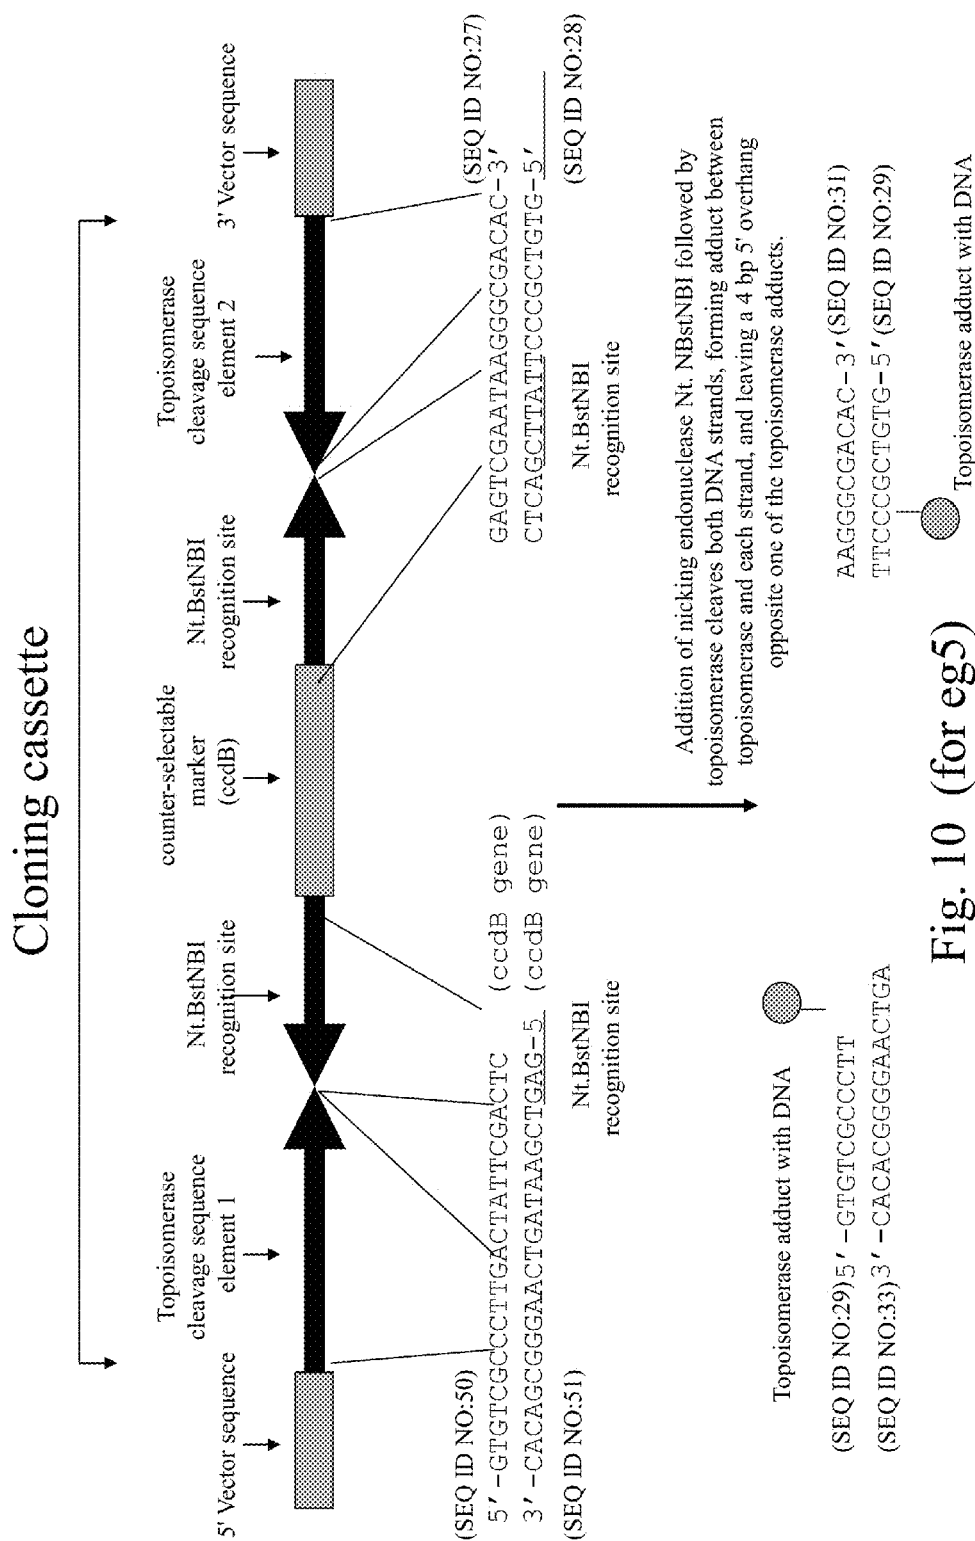 Cloning cassette
5' Vector sequence
Topoisomerase
cleavage sequence
element 1
Nt.BstNBI
recognition site
counter-selectable
marker
(ccdB)
Nt.BstNBI
recognition site
Topoisomerase
cleavage sequence
element 2
3' Vector sequence
(SEQ ID NO:50)
5'-GTGTCGCCCTTGACTATTCGACTC (ccdB gene)
3'-CACAGCGGGAACTGATAAGCTGAG-5 (ccdB gene)
(SEQ ID NO:51)
Nt.BstNBI
recognition site
(SEQ ID NO:27)
GAGTCGAATAAGGGCGACAC-3'
CTCAGCTTATTCCCGCTGTG-5'
(SEQ ID NO:28)
Nt.BstNBI
recognition site
Addition of nicking endonuclease Nt. NBstNBI followed by
topoisomerase cleaves both DNA strands, forming adduct between
topoisomerase and each strand, and leaving a 4 bp 5' overhang
opposite one of the topoisomerase adducts.
Topoisomerase adduct with DNA
(SEQ ID NO:29) 5'-GTGTCGCCCTT
(SEQ ID NO:33) 3'-CACACGGGGAACTGA
AAGGGCGACAC-3' (SEQ ID NO:31)
TTCCCGCTGTG-5' (SEQ ID NO:29)
Topoisomerase adduct with DNA
Fig. 10 (for eg5)